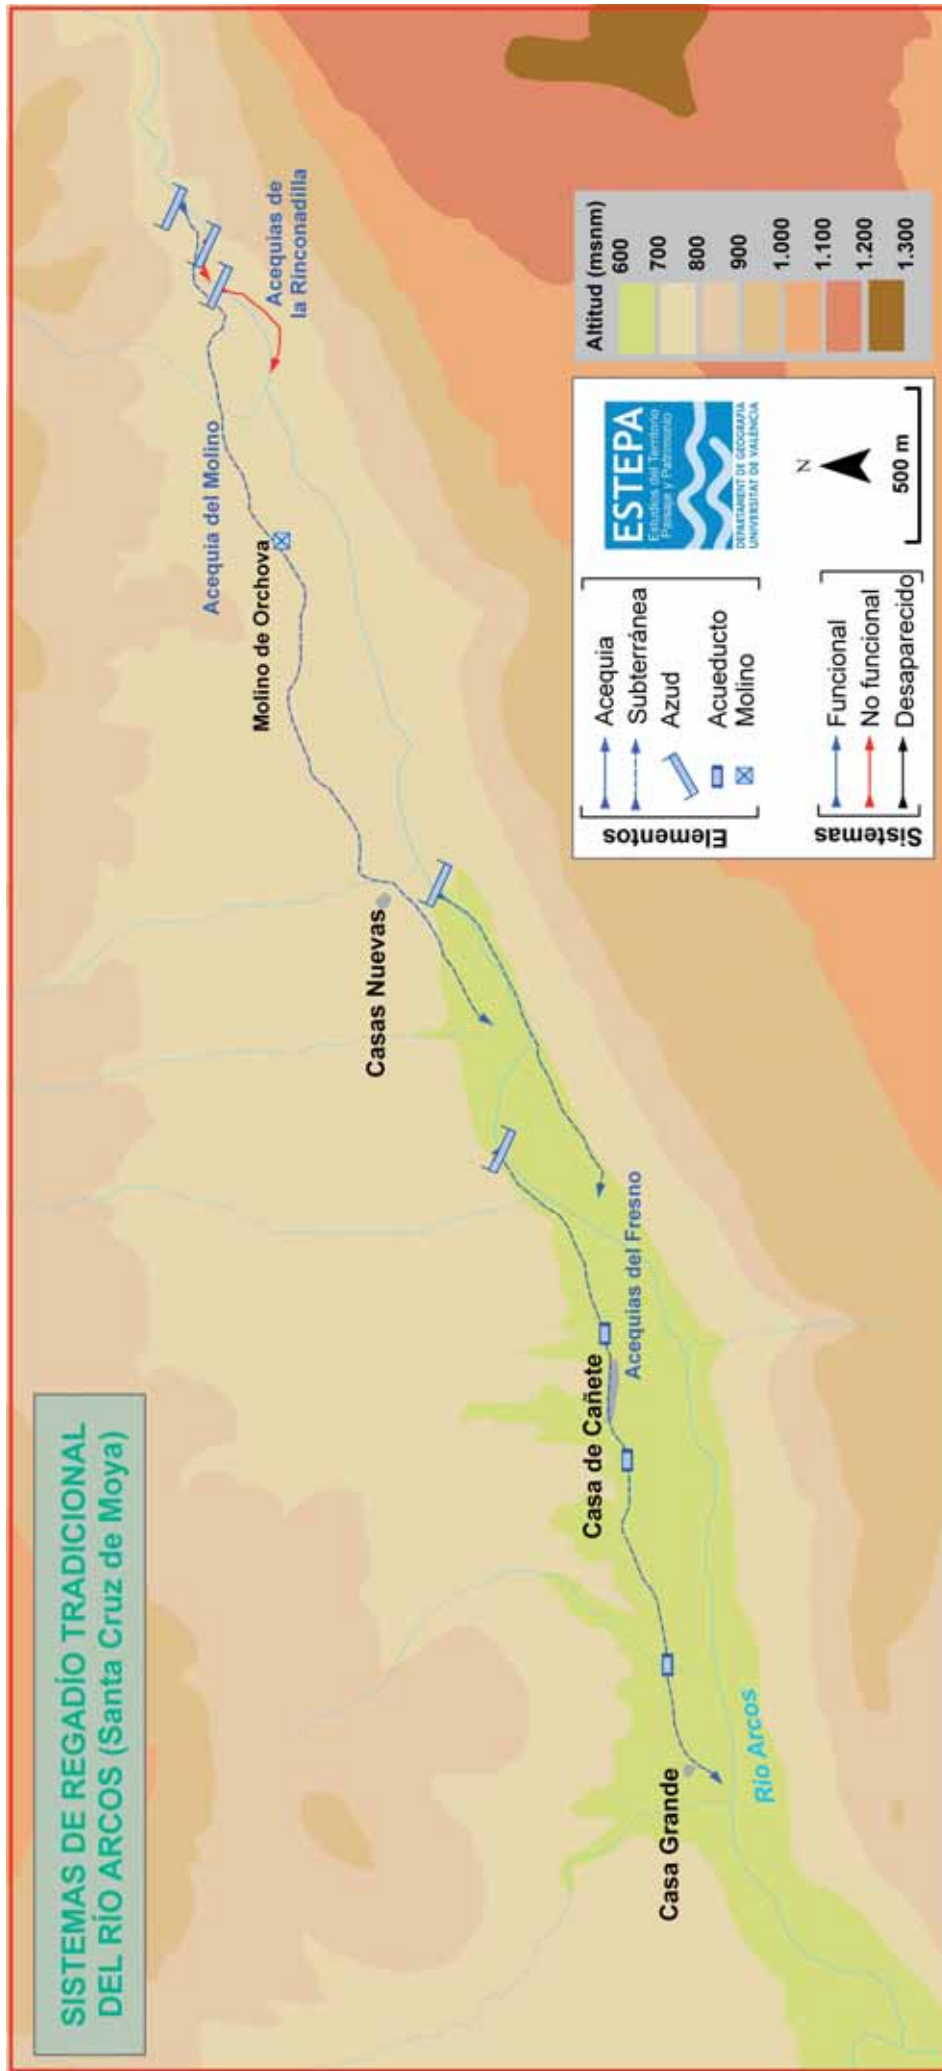 SISTEMAS DE REGADÍO TRADICIONAL
DEL RÍO ARCOS (Santa Cruz de Moya)
Acequias de
la Rinconadilla
Acequia del Molino
Molino de Orchova
Casas Nuevas
Acequias del Fresno
Casa de Cañete
Casa Grande
Río Arcos
Elementos
Acequia
Subterránea
Azud
Acueducto
Molino
Sistemas
Funcional
No funcional
Desaparecido
ESTEPA
Estudios del Territorio
Paisaje y Patrimonio
DEPARTAMENT DE GEOGRAFIA
UNIVERSITAT DE VALÈNCIA
N
500 m
Altitud (msnm)
600
700
800
900
1.000
1.100
1.200
1.300